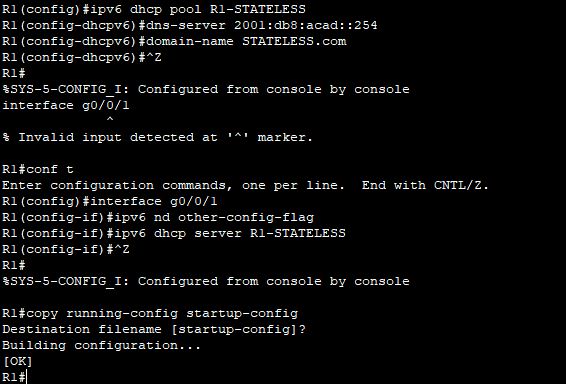 R1(config)#ipv6 dhcp pool R1-STATELESS
R1(config-dhcpv6)#dns-server 2001:db8:acad::254
R1(config-dhcpv6)#domain-name STATELESS.com
R1(config-dhcpv6)#^Z
R1#
%SYS-5-CONFIG_I: Configured from console by console
interface g0/0/1
^
% Invalid input detected at '^' marker.
R1#conf t
Enter configuration commands, one per line.  End with CNTL/Z.
R1(config)#interface g0/0/1
R1(config-if)#ipv6 nd other-config-flag
R1(config-if)#ipv6 dhcp server R1-STATELESS
R1(config-if)#^Z
R1#
%SYS-5-CONFIG_I: Configured from console by console
R1#copy running-config startup-config
Destination filename [startup-config]?
Building configuration...
[OK]
R1#